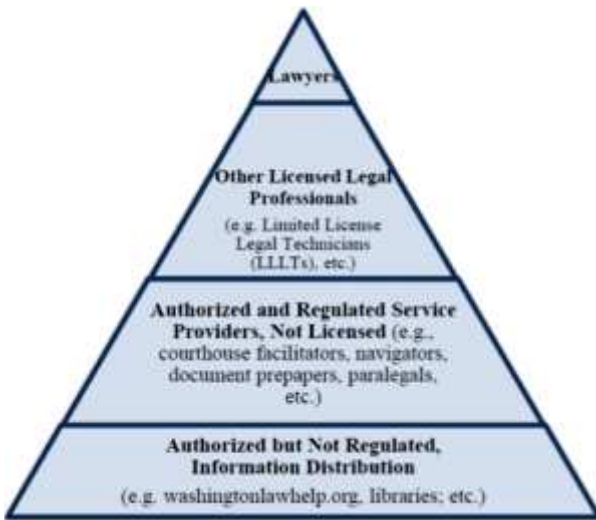 Lawyers
Other Licensed Legal
Professionals
(e.g. Limited License
Legal Technicians
(LLLTs), etc.)
Authorized and Regulated Service
Providers, Not Licensed (e.g.,
courthouse facilitators, navigators,
document prepapers, paralegals,
etc.)
Authorized but Not Regulated,
Information Distribution
(e.g. washingtonlawhelp.org, libraries; etc.)